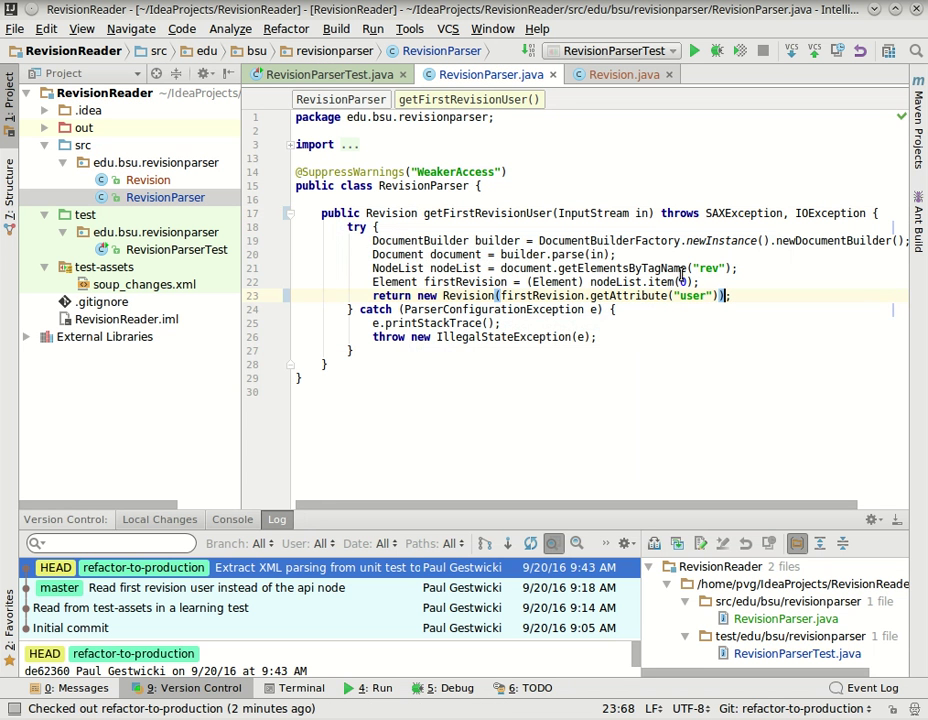 RevisionReader - [~/IdeaProjects/RevisionReader] - [RevisionReader] - ~/IdeaProjects/RevisionReader/src/edu/bsu/revisionparser/RevisionParser.java - Intelli...
File Edit View Navigate Code Analyze Refactor Build Run Tools VCS Window Help
RevisionReader src edu bsu revisionparser RevisionParser RevisionParserTest VCS VCS
Project RevisionParserTest.java RevisionParser.java Revision.java
1: Project
7: Structure
2: Favorites
RevisionReader ~/IdeaProjects/
.idea
out
src
edu.bsu.revisionparser
Revision
RevisionParser
test
edu.bsu.revisionparser
RevisionParserTest
test-assets
soup_changes.xml
.gitignore
RevisionReader.iml
External Libraries
RevisionParser getFirstRevisionUser()
1 package edu.bsu.revisionparser;
2
3 import ...
13
14 @SuppressWarnings("WeakerAccess")
15 public class RevisionParser {
16
17 public Revision getFirstRevisionUser(InputStream in) throws SAXException, IOException {
18 try {
19 DocumentBuilder builder = DocumentBuilderFactory.newInstance().newDocumentBuilder();
20 Document document = builder.parse(in);
21 NodeList nodeList = document.getElementsByTagName("rev");
22 Element firstRevision = (Element) nodeList.item(0);
23 return new Revision(firstRevision.getAttribute("user"));
24 } catch (ParserConfigurationException e) {
25 e.printStackTrace();
26 throw new IllegalStateException(e);
27 }
28 }
29 }
30
Maven Projects
Ant Build
Version Control: Local Changes Console Log
Branch: All User: All Date: All Paths: All
HEAD refactor-to-production Extract XML parsing from unit test to Paul Gestwicki 9/20/16 9:43 AM
master Read first revision user instead of the api node Paul Gestwicki 9/20/16 9:18 AM
Read from test-assets in a learning test Paul Gestwicki 9/20/16 9:14 AM
Initial commit Paul Gestwicki 9/20/16 9:05 AM
HEAD refactor-to-production
de62360 Paul Gestwicki on 9/20/16 at 9:43 AM
RevisionReader 2 files
/home/pvg/IdeaProjects/RevisionReade
src/edu/bsu/revisionparser 1 file
RevisionParser.java
test/edu/bsu/revisionparser 1 file
RevisionParserTest.java
0: Messages 9: Version Control Terminal 4: Run 5: Debug 6: TODO Event Log
Checked out refactor-to-production (2 minutes ago) 23:68 LF UTF-8 Git: refactor-to-production